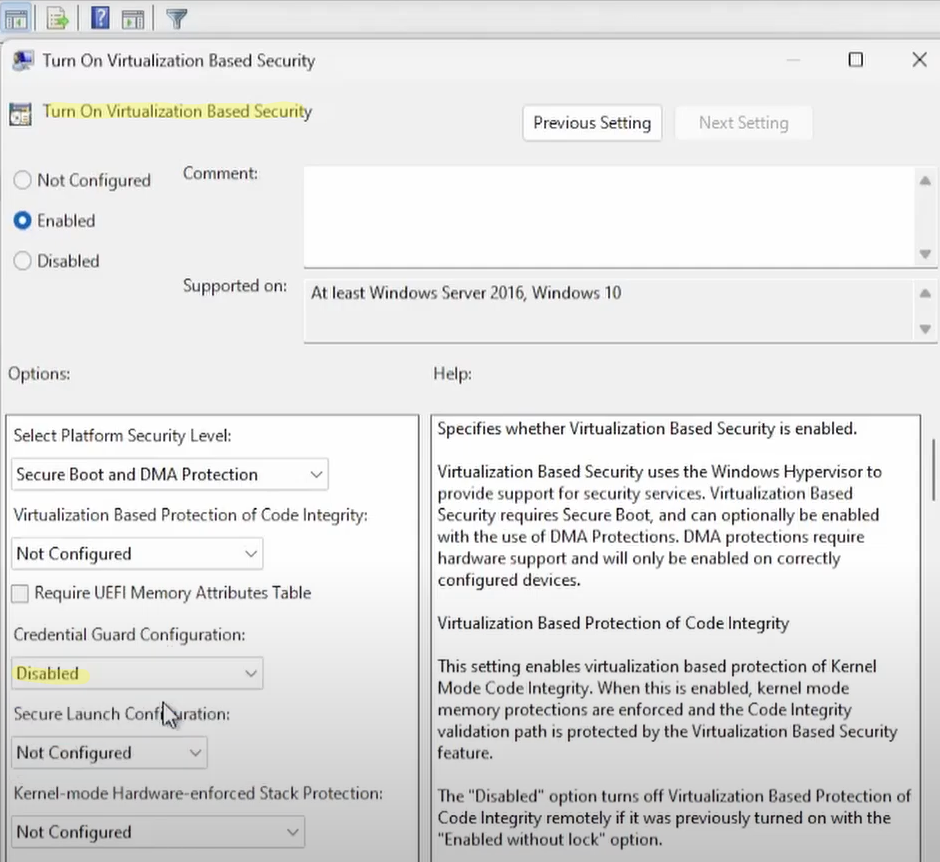 Turn On Virtualization Based Security
Turn On Virtualization Based Security
Previous Setting
Next Setting
Not Configured
Enabled
Disabled
Comment:
Supported on:
At least Windows Server 2016, Windows 10
Options:
Help:
Select Platform Security Level:
Secure Boot and DMA Protection
Virtualization Based Protection of Code Integrity:
Not Configured
Require UEFI Memory Attributes Table
Credential Guard Configuration:
Disabled
Secure Launch Configuration:
Not Configured
Kernel-mode Hardware-enforced Stack Protection:
Not Configured
Specifies whether Virtualization Based Security is enabled.
Virtualization Based Security uses the Windows Hypervisor to
provide support for security services. Virtualization Based
Security requires Secure Boot, and can optionally be enabled
with the use of DMA Protections. DMA protections require
hardware support and will only be enabled on correctly
configured devices.
Virtualization Based Protection of Code Integrity
This setting enables virtualization based protection of Kernel
Mode Code Integrity. When this is enabled, kernel mode
memory protections are enforced and the Code Integrity
validation path is protected by the Virtualization Based Security
feature.
The "Disabled" option turns off Virtualization Based Protection of
Code Integrity remotely if it was previously turned on with the
"Enabled without lock" option.